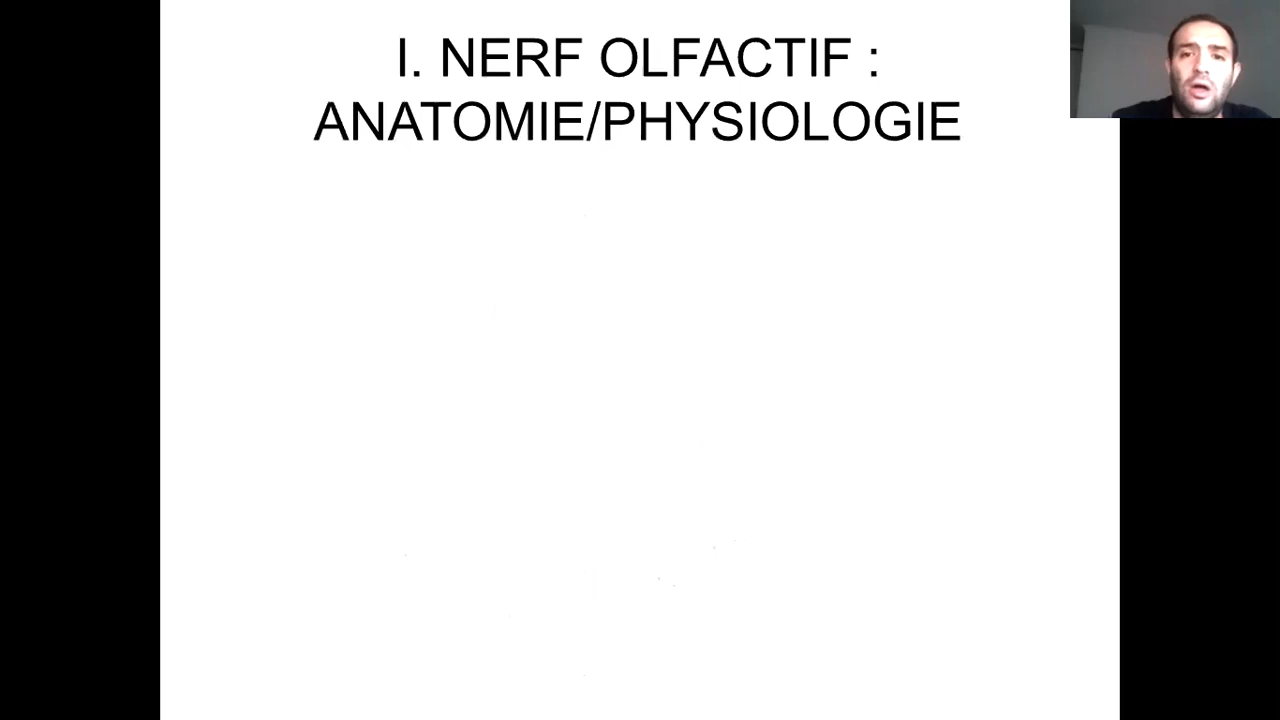 I. NERF OLFACTIF :
ANATOMIE/PHYSIOLOGIE